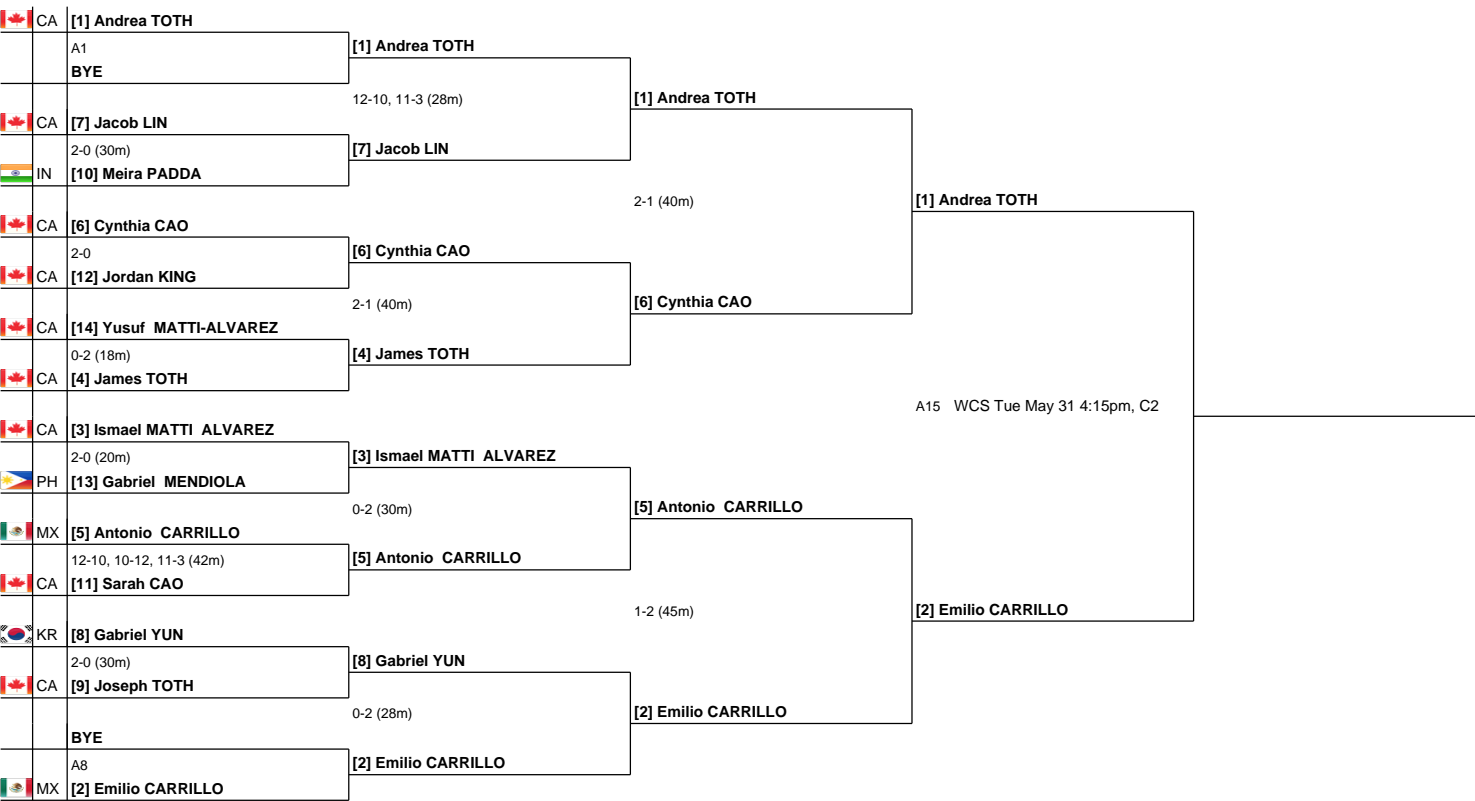 CA [1] Andrea TOTH
A1
BYE
[1] Andrea TOTH
12-10, 11-3 (28m)
[1] Andrea TOTH
CA [7] Jacob LIN
2-0 (30m)
[7] Jacob LIN
IN [10] Meira PADDA
2-1 (40m)
[1] Andrea TOTH
CA [6] Cynthia CAO
2-0
[6] Cynthia CAO
CA [12] Jordan KING
2-1 (40m)
[6] Cynthia CAO
CA [14] Yusuf MATTI-ALVAREZ
0-2 (18m)
[4] James TOTH
CA [4] James TOTH
A15 WCS Tue May 31 4:15pm, C2
CA [3] Ismael MATTI ALVAREZ
2-0 (20m)
[3] Ismael MATTI ALVAREZ
PH [13] Gabriel MENDIOLA
0-2 (30m)
[5] Antonio CARRILLO
MX [5] Antonio CARRILLO
12-10, 10-12, 11-3 (42m)
[5] Antonio CARRILLO
CA [11] Sarah CAO
1-2 (45m)
[2] Emilio CARRILLO
KR [8] Gabriel YUN
2-0 (30m)
[8] Gabriel YUN
CA [9] Joseph TOTH
0-2 (28m)
[2] Emilio CARRILLO
BYE
A8
[2] Emilio CARRILLO
MX [2] Emilio CARRILLO